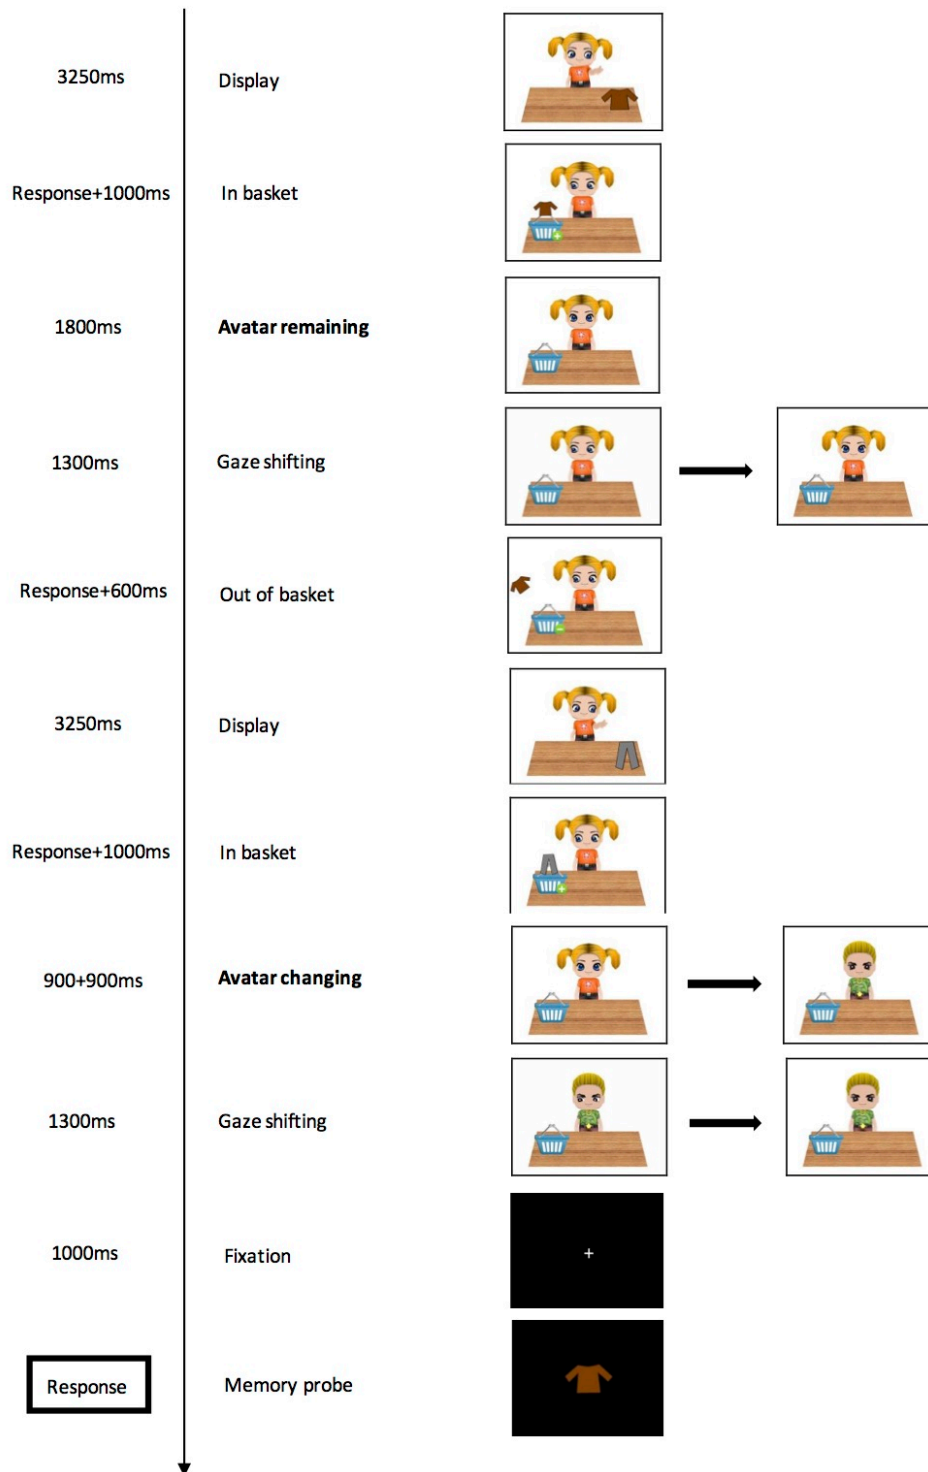 3250ms Display
Response+1000ms In basket
1800ms Avatar remaining
1300ms Gaze shifting
Response+600ms Out of basket
3250ms Display
Response+1000ms In basket
900+900ms Avatar changing
1300ms Gaze shifting
1000ms Fixation
Response Memory probe